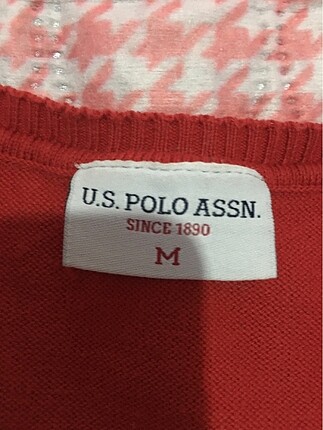 U.S. POLO ASSN.
SINCE 1890
M